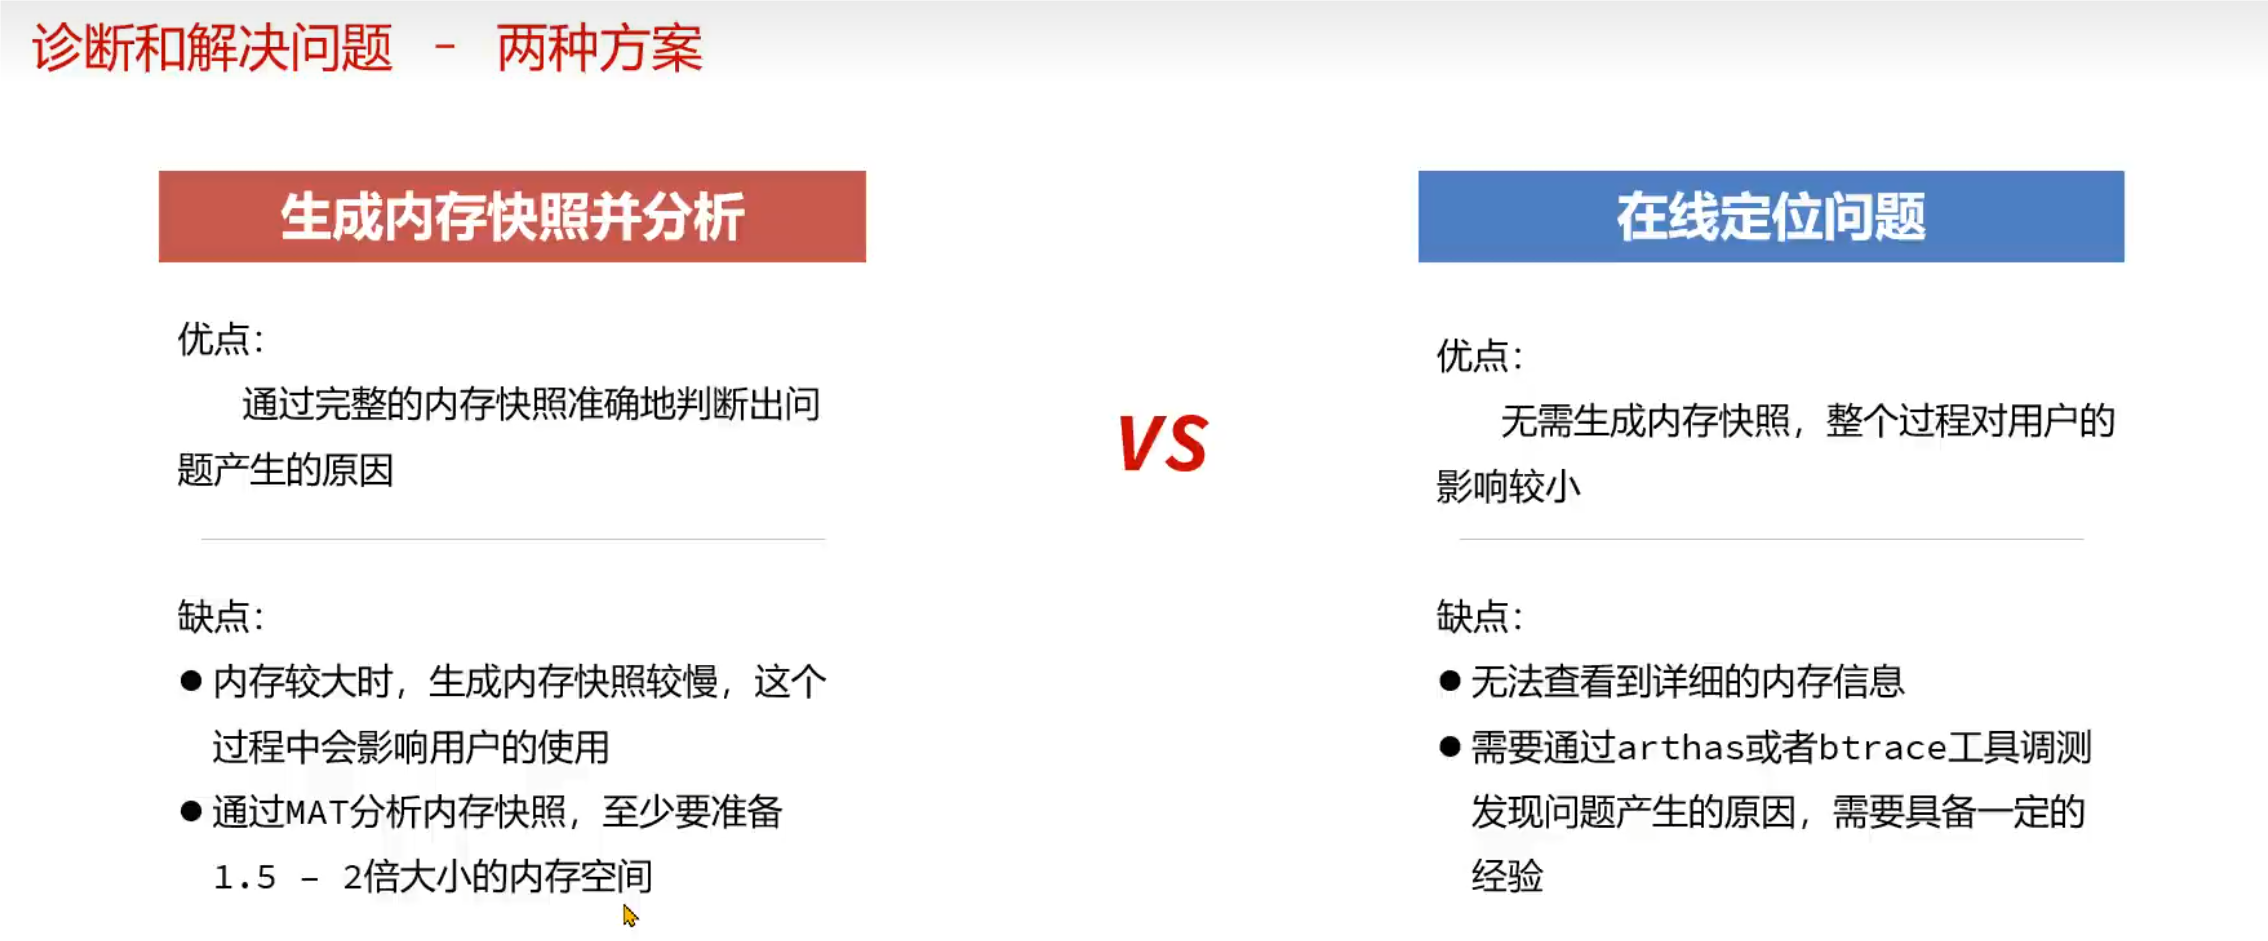 诊断和解决问题 - 两种方案
生成内存快照并分析
优点：
通过完整的内存快照准确地判断出问
题产生的原因
缺点：
● 内存较大时，生成内存快照较慢，这个
过程中会影响用户的使用
● 通过MAT分析内存快照，至少要准备
1.5 – 2倍大小的内存空间
VS
在线定位问题
优点：
无需生成内存快照，整个过程对用户的
影响较小
缺点：
● 无法查看到详细的内存信息
● 需要通过arthas或者btrace工具调测
发现问题产生的原因，需要具备一定的
经验